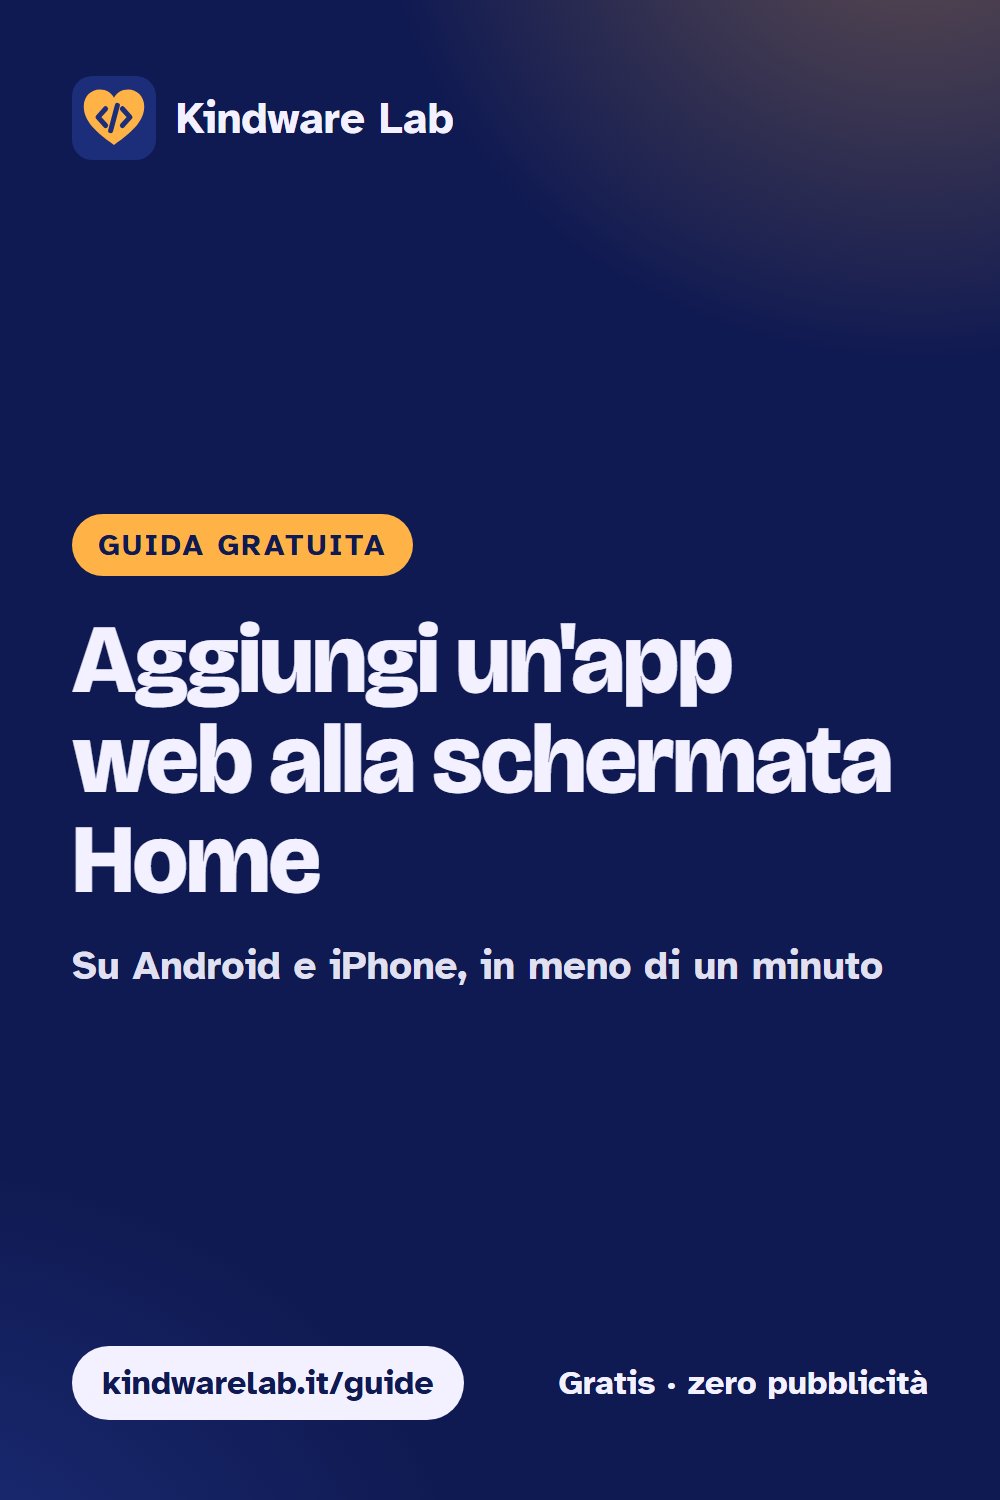 </> Kindware Lab
GUIDA GRATUITA
Aggiungi un'app
web alla schermata
Home
Su Android e iPhone, in meno di un minuto
kindwarelab.it/guide
Gratis · zero pubblicità